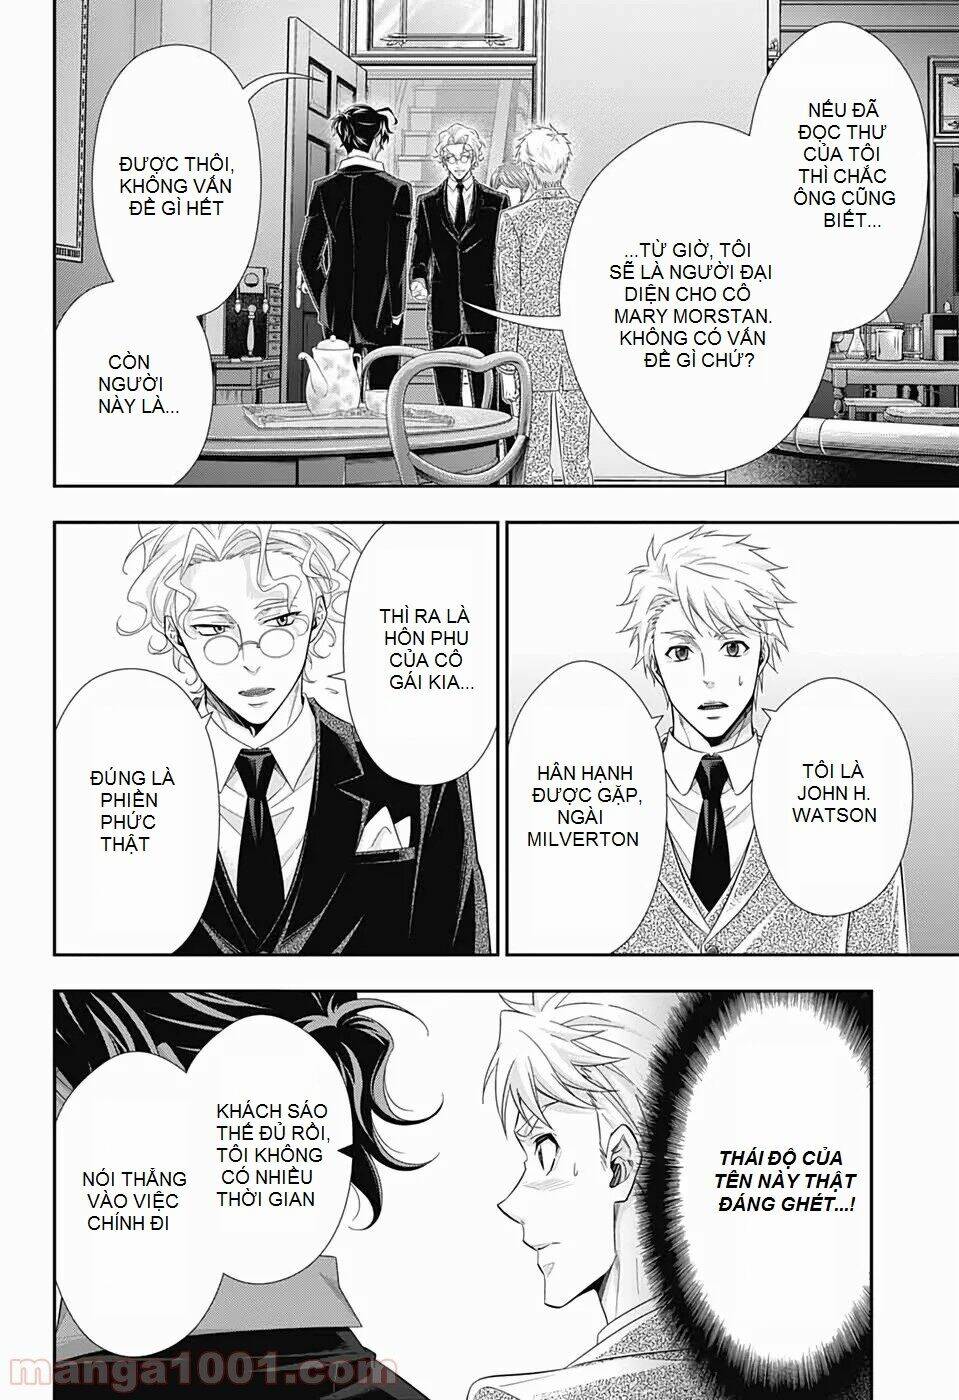 NẾU ĐÃ
ĐỌC THƯ
CỦA TÔI
THÌ CHẮC
ÔNG CŨNG
BIẾT...
...TỪ GIỜ, TÔI
SẼ LÀ NGƯỜI ĐẠI
DIỆN CHO CÔ
MARY MORSTAN.
KHÔNG CÓ VẤN
ĐỀ GÌ CHỨ?
ĐƯỢC THÔI,
KHÔNG VẤN
ĐỀ GÌ HẾT
CÒN
NGƯỜI
NÀY LÀ...
TÔI LÀ
JOHN H.
WATSON
HÂN HẠNH
ĐƯỢC GẶP,
NGÀI
MILVERTON
THÌ RA LÀ
HÔN PHU
CỦA CÔ
GÁI KIA...
ĐÚNG LÀ
PHIỀN
PHỨC
THẬT
THÁI ĐỘ CỦA
TÊN NÀY THẬT
ĐÁNG GHÉT...!
KHÁCH SÁO
THẾ ĐỦ RỒI,
TÔI KHÔNG
CÓ NHIỀU
THỜI GIAN
NÓI THẲNG
VÀO VIỆC
CHÍNH ĐI
manga1001.com